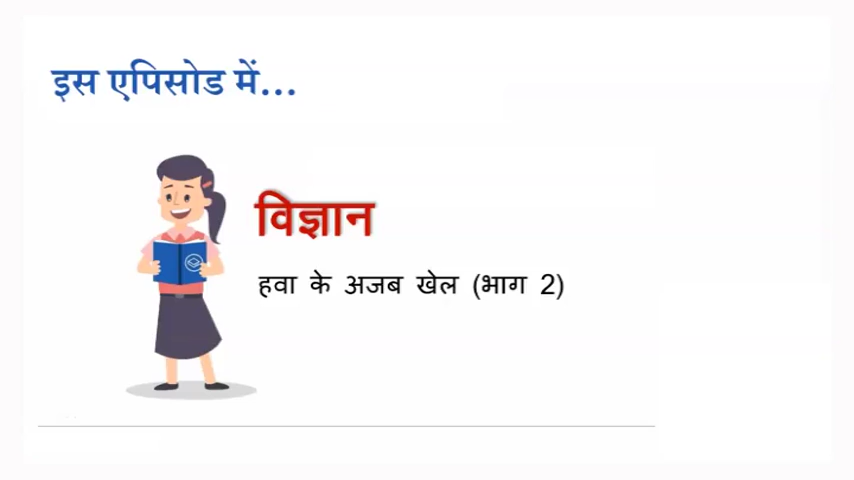 इस एपिसोड में...
विज्ञान
हवा के अजब खेल (भाग 2)